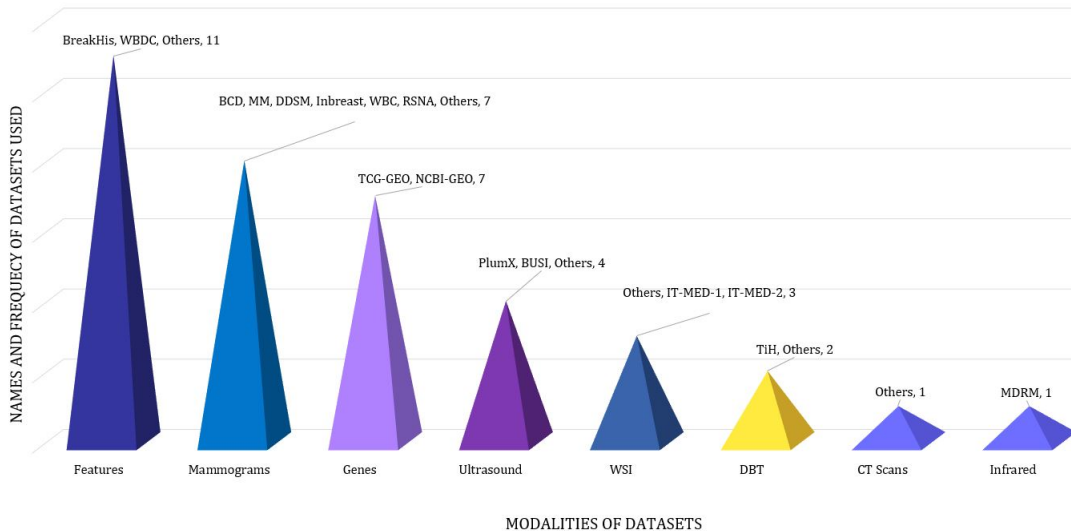 BreakHis, WBDC, Others, 11
BCD, MM, DDSM, Inbreast, WBC, RSNA, Others, 7
TCG-GEO, NCBI-GEO, 7
PlumX, BUSI, Others, 4
Others, IT-MED-1, IT-MED-2, 3
TiH, Others, 2
Others, 1
MDRM, 1
NAMES AND FREQUECY OF DATASETS USED
Features
Mammograms
Genes
Ultrasound
WSI
DBT
CT Scans
Infrared
MODALITIES OF DATASETS